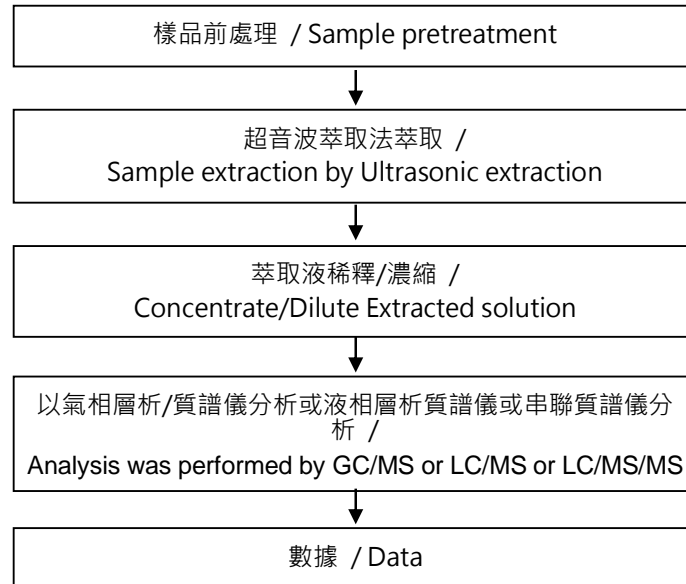 樣品前處理 / Sample pretreatment
超音波萃取法萃取 /
Sample extraction by Ultrasonic extraction
萃取液稀釋/濃縮 /
Concentrate/Dilute Extracted solution
以氣相層析/質譜儀分析或液相層析質譜儀或串聯質譜儀分
析 /
Analysis was performed by GC/MS or LC/MS or LC/MS/MS
數據 / Data